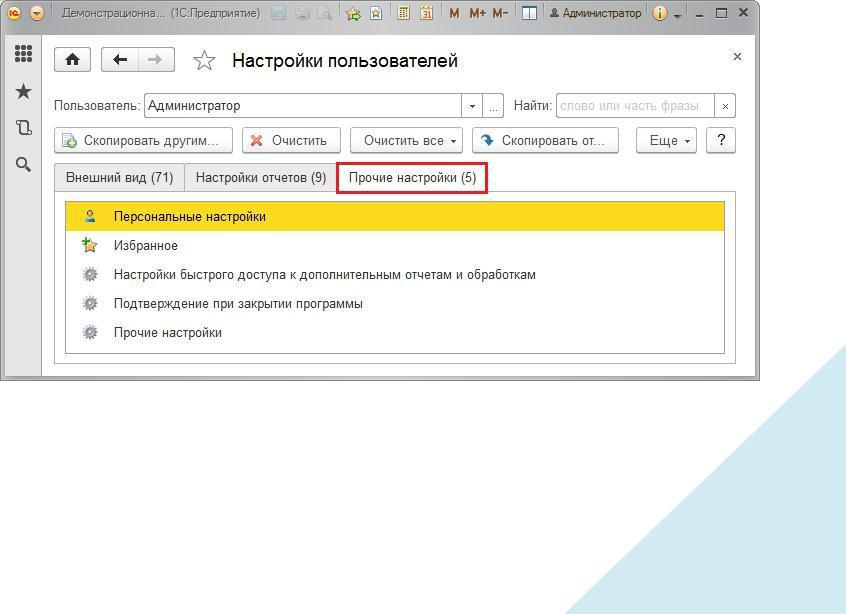 Демонстрационна... (1С:Предприятие) M M+ M- Администратор
Настройки пользователей
Пользователь: Администратор ... Найти: слово или часть фразы
Скопировать другим... Очистить Очистить все Скопировать от... Еще ?
Внешний вид (71) Настройки отчетов (9) Прочие настройки (5)
Персональные настройки
Избранное
Настройки быстрого доступа к дополнительным отчетам и обработкам
Подтверждение при закрытии программы
Прочие настройки